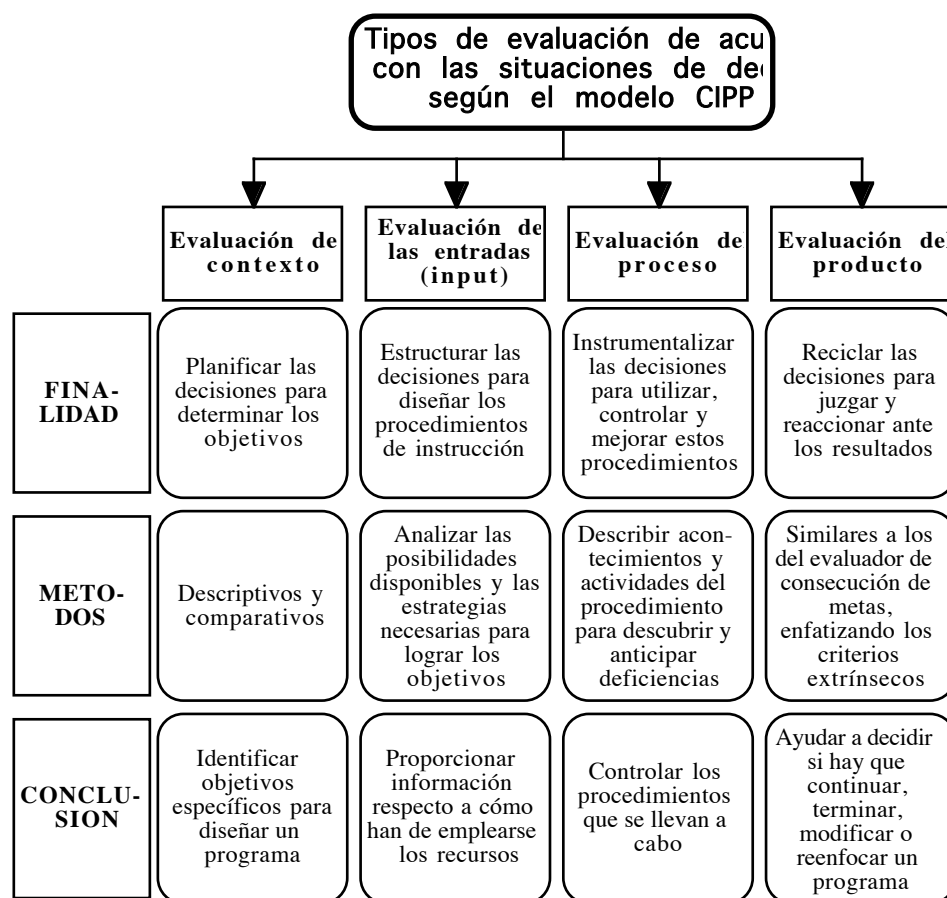 Tipos de evaluación de acu
con las situaciones de de
según el modelo CIPP
Evaluación de
contexto
Evaluación de
las entradas
(input)
Evaluación de
proceso
Evaluación del
producto
FINA-
LIDAD
Planificar las
decisiones para
determinar los
objetivos
Estructurar las
decisiones para
diseñar los
procedimientos
de instrucción
Instrumentalizar
las decisiones
para utilizar,
controlar y
mejorar estos
procedimientos
Reciclar las
decisiones para
juzgar y
reaccionar ante
los resultados
METO-
DOS
Descriptivos y
comparativos
Analizar las
posibilidades
disponibles y las
estrategias
necesarias para
lograr los
objetivos
Describir acon-
tecimientos y
actividades del
procedimiento
para descubrir y
anticipar
deficiencias
Similares a los
del evaluador de
consecución de
metas,
enfatizando los
criterios
extrínsecos
CONCLU-
SION
Identificar
objetivos
específicos para
diseñar un
programa
Proporcionar
información
respecto a cómo
han de emplearse
los recursos
Controlar los
procedimientos
que se llevan a
cabo
Ayudar a decidir
si hay que
continuar,
terminar,
modificar o
reenfocar un
programa